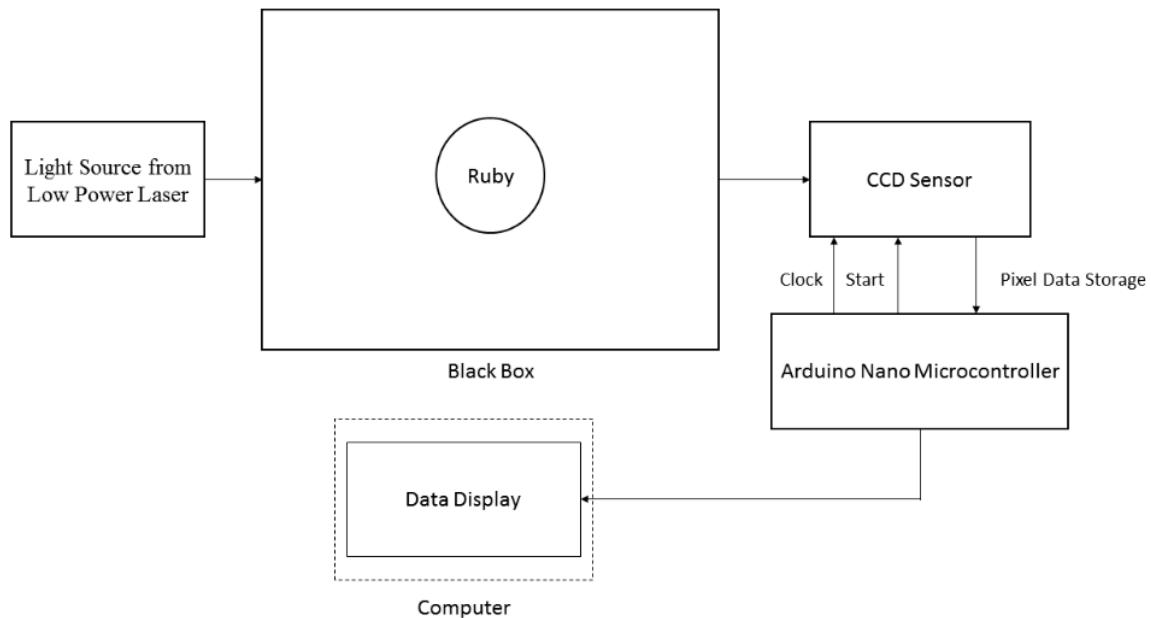 Light Source from
Low Power Laser
Ruby
CCD Sensor
Clock
Start
Pixel Data Storage
Black Box
Arduino Nano Microcontroller
Data Display
Computer